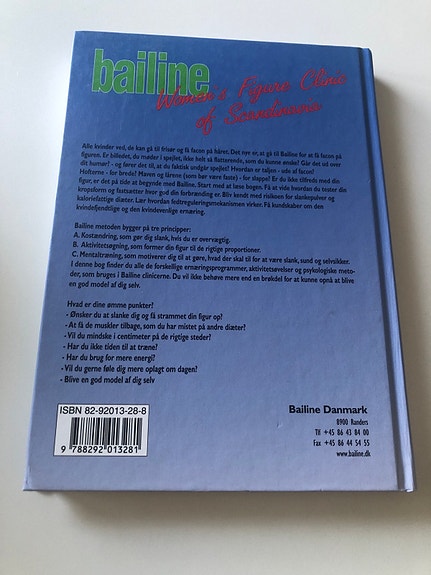 bailine
Women's Figure Clinic
of Scandinavia
Alle kvinder ved, de kan gå til frisør og få facon på håret. Det nye er, at gå til Bailine for at få facon på
figuren. Er billedet, du møder i spejlet, ikke helt så flatterende, som du kunne ønske? Går det ud over
dit humør? - og fører det til, at du faktisk undgår spejlet? Hvordan er taljen - ude af facon?
Hofterne - for brede? Maven og lårene (som bør være faste) - for slappe? Er du ikke tilfreds med din
figur, er det på tide at begynde med Bailine. Start med at læse bogen. Få at vide hvordan du tester din
kropsform og fastsætter hvor god din forbrænding er. Bliv kendt med risikoen for slankepulver og
kaloriefattige diæter. Lær hvordan fedtreguleringsmekanismen virker. Få kundskaber om den
kvindefjendtlige og den kvindevenlige ernæring.
Bailine metoden bygger på tre principper:
A. Kostændring, som gør dig slank, hvis du er overvægtig.
B. Aktivitetsøgning, som former din figur til de rigtige proportioner.
C. Mentaltræning, som motiverer dig til at gøre, hvad der skal til for at være slank, sund og selvsikker.
I denne bog finder du alle de forskellige ernæringsprogrammer, aktivitetsøvelser og psykologiske meto-
der, som bruges i Bailine clinicerne. Du vil ikke behøve mere end en brøkdel for at kunne opnå at blive
en god model af dig selv.
Hvad er dine ømme punkter?
- Ønsker du at slanke dig og få strammet din figur op?
- At få de muskler tilbage, som du har mistet på andre diæter?
- Vil du mindske i centimeter på de rigtige steder?
- Har du ikke tiden til at træne?
- Har du brug for mere energi?
- Vil du gerne føle dig mere oplagt om dagen?
- Blive en god model af dig selv
ISBN 82-92013-28-8
9 788292 013281
Bailine Danmark
8900 Randers
Tlf +45 86 43 84 00
Fax +45 86 44 54 55
www.bailine.dk